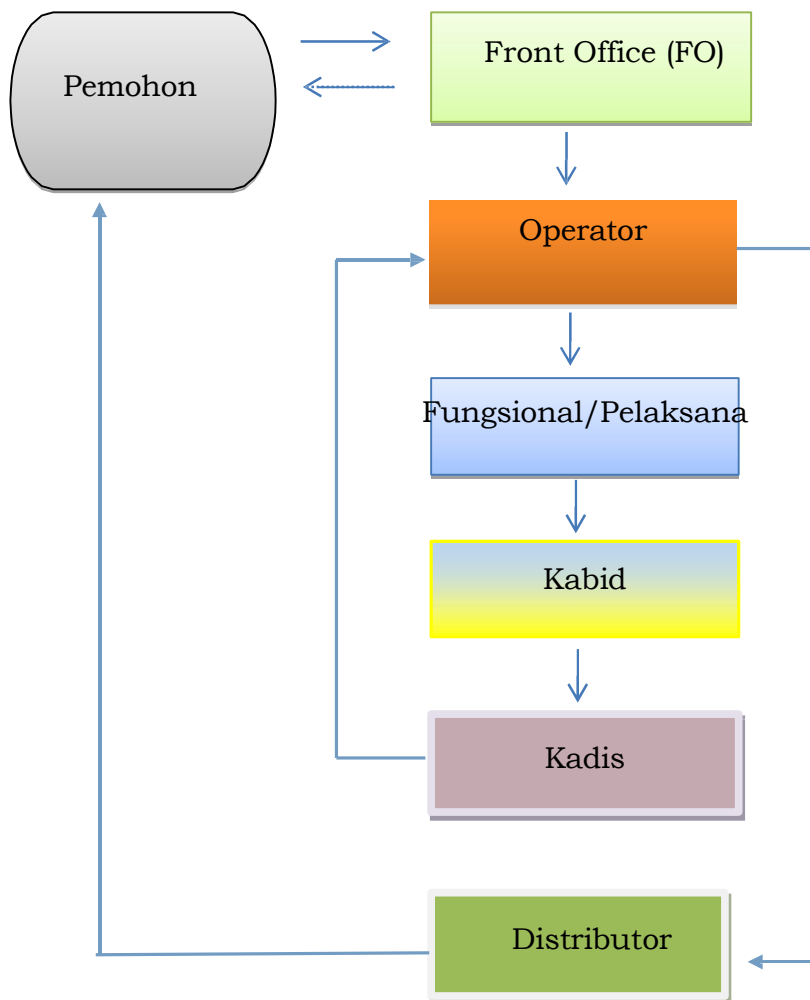 Pemohon
Front Office (FO)
Operator
Fungsional/Pelaksana
Kabid
Kadis
Distributor